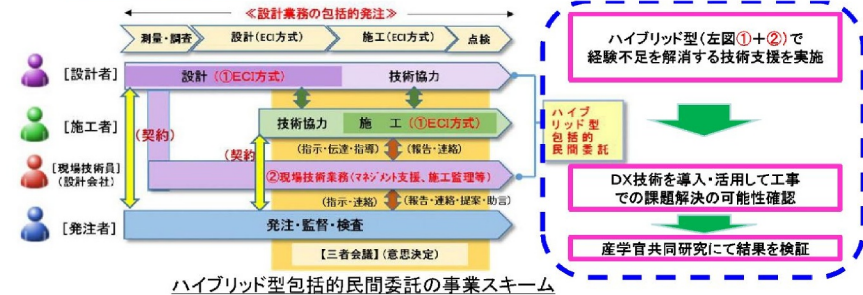 ≪設計業務の包括的発注≫
測量・調査
設計(ECI方式)
施工(ECI方式)
点検
[設計者]
設計 (①ECI方式)
技術協力
[施工者]
技術協力
施 工(①ECI方式)
(契約)
(契約)
(指示・伝達・指導)
(報告・連絡)
[現場技術員]
(設計会社)
②現場技術業務(マネジメント支援、施工監理等)
(指示・連絡)
(報告・連絡・提案・助言)
[発注者]
発注・監督・検査
【三者会議】(意思決定)
ハイブ
リッド型
包括的
民間委託
ハイブリッド型包括的民間委託の事業スキーム
ハイブリッド型(左図①+②)で
経験不足を解消する技術支援を実施
DX技術を導入・活用して工事
での課題解決の可能性確認
産学官共同研究にて結果を検証